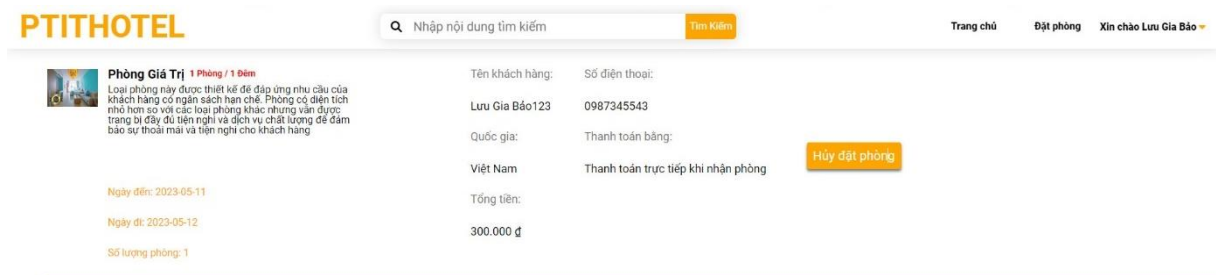 PTITHOTEL
Nhập nội dung tìm kiếm
Tìm Kiếm
Trang chủ
Đặt phòng
Xin chào Lưu Gia Bảo
Phòng Giá Trị 1 Phòng / 1 Đêm
Loại phòng này được thiết kế để đáp ứng nhu cầu của
khách hàng có ngân sách hạn chế. Phòng có diện tích
nhỏ hơn so với các loại phòng khác nhưng vẫn được
trang bị đầy đủ tiện nghi và dịch vụ chất lượng để đảm
bảo sự thoải mái và tiện nghi cho khách hàng
Ngày đến: 2023-05-11
Ngày đi: 2023-05-12
Số lượng phòng: 1
Tên khách hàng:
Lưu Gia Bảo123
Quốc gia:
Việt Nam
Tổng tiền:
300.000 ₫
Số điện thoại:
0987345543
Thanh toán bằng:
Thanh toán trực tiếp khi nhận phòng
Hủy đặt phòng